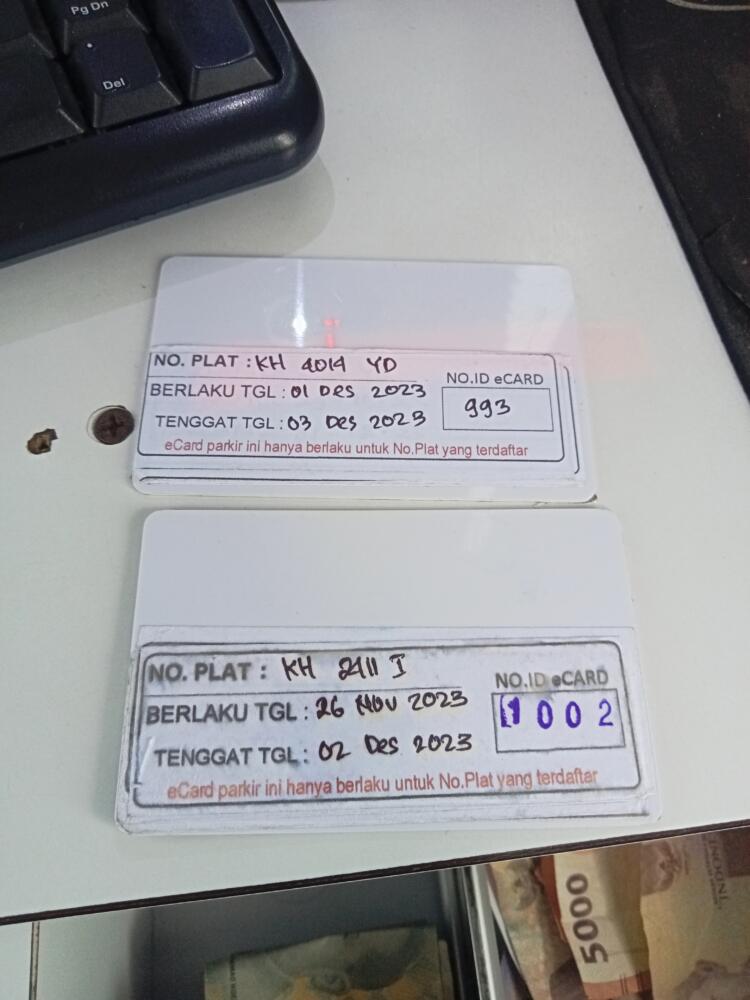 Pg Dn
Del
NO. PLAT : KH 4014 YD
BERLAKU TGL : 01 Des 2023
TENGGAT TGL : 03 Des 2023
NO.ID eCARD
993
eCard parkir ini hanya berlaku untuk No.Plat yang terdaftar
NO. PLAT : KH 2411 I
BERLAKU TGL : 26 Nov 2023
TENGGAT TGL : 02 Des 2023
NO.ID eCARD
1002
eCard parkir ini hanya berlaku untuk No.Plat yang terdaftar
5000